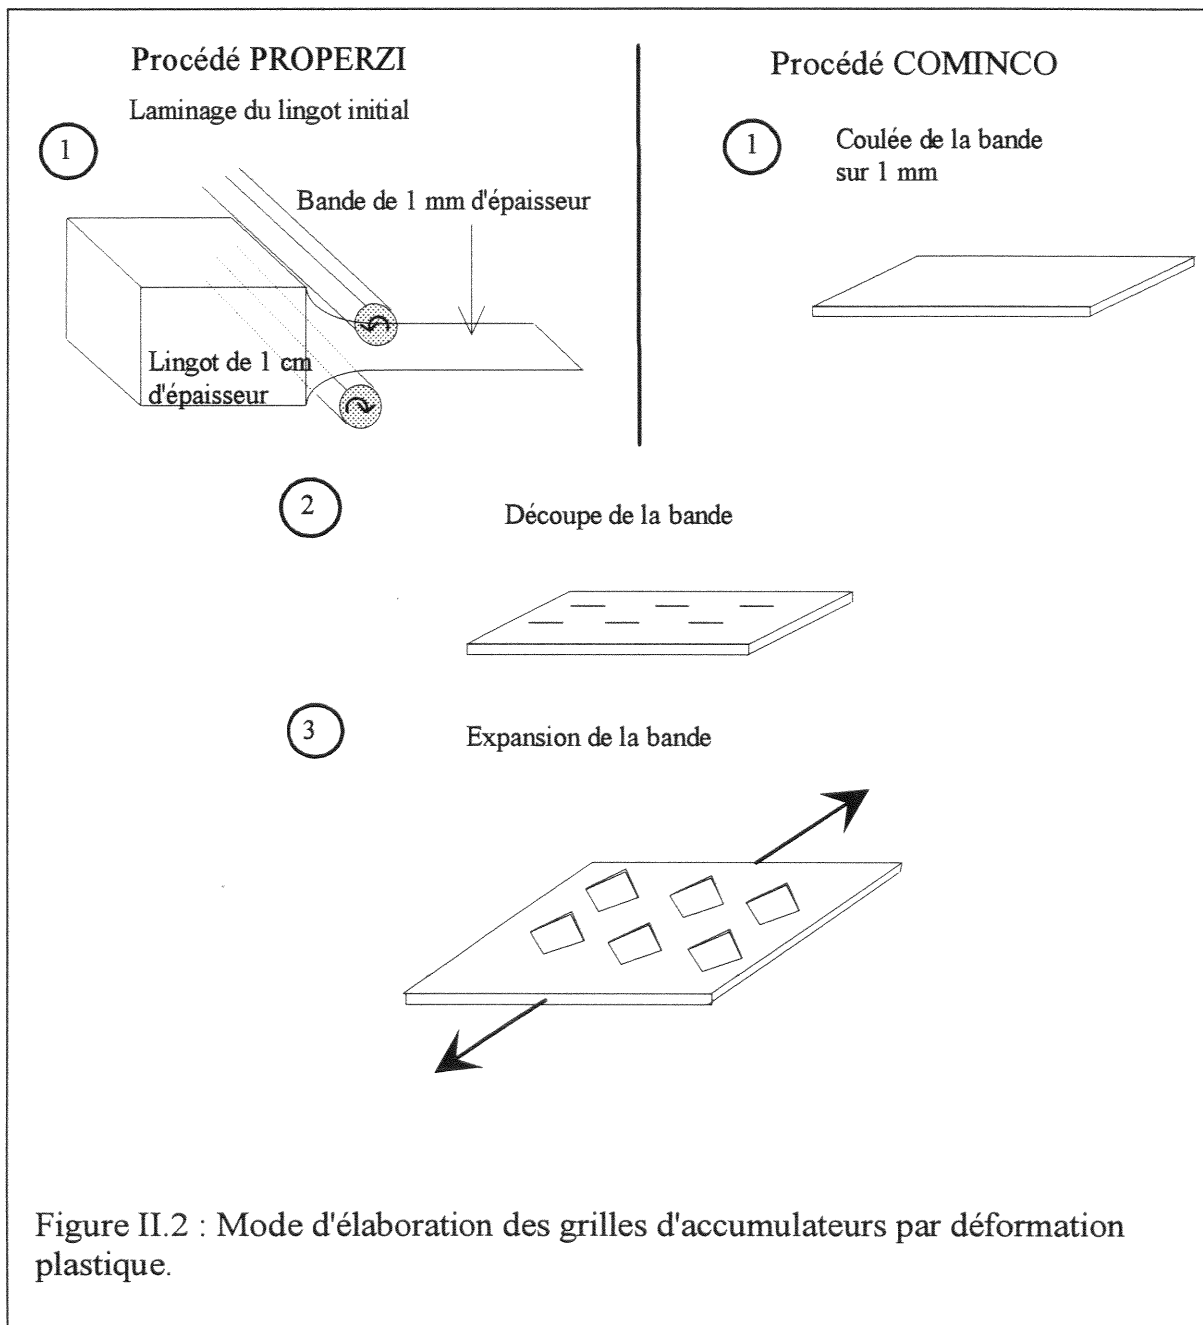 Procédé PROPERZI
Laminage du lingot initial
1
Bande de 1 mm d'épaisseur
Lingot de 1 cm
d'épaisseur
Procédé COMINCO
1
Coulée de la bande
sur 1 mm
2
Découpe de la bande
3
Expansion de la bande
Figure II.2 : Mode d'élaboration des grilles d'accumulateurs par déformation
plastique.